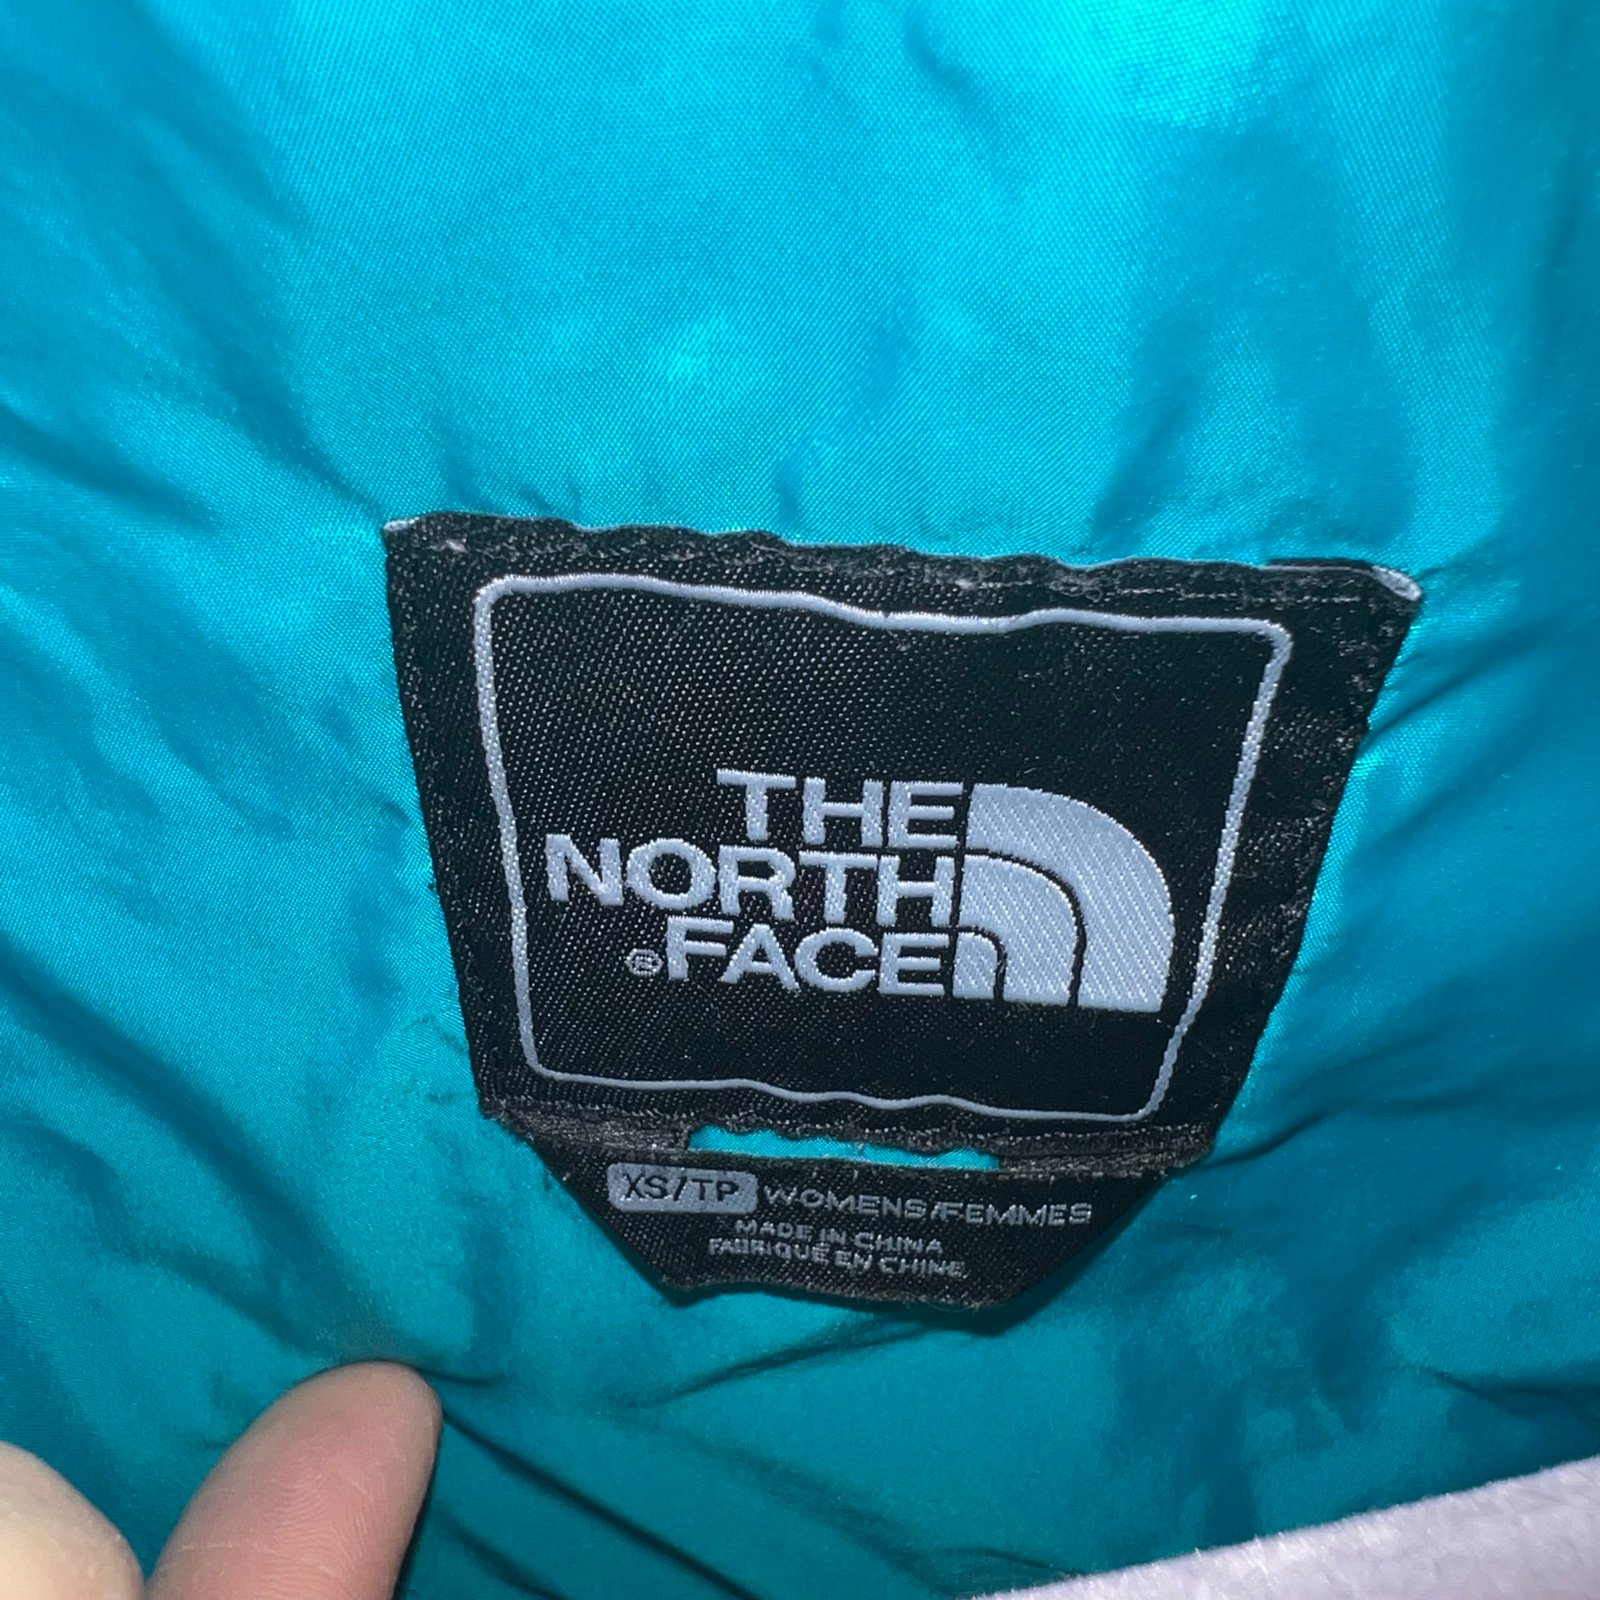 THE
NORTH
®FACE
XS/TP WOMENS/FEMMES
MADE IN CHINA
FABRIQUÉ EN CHINE